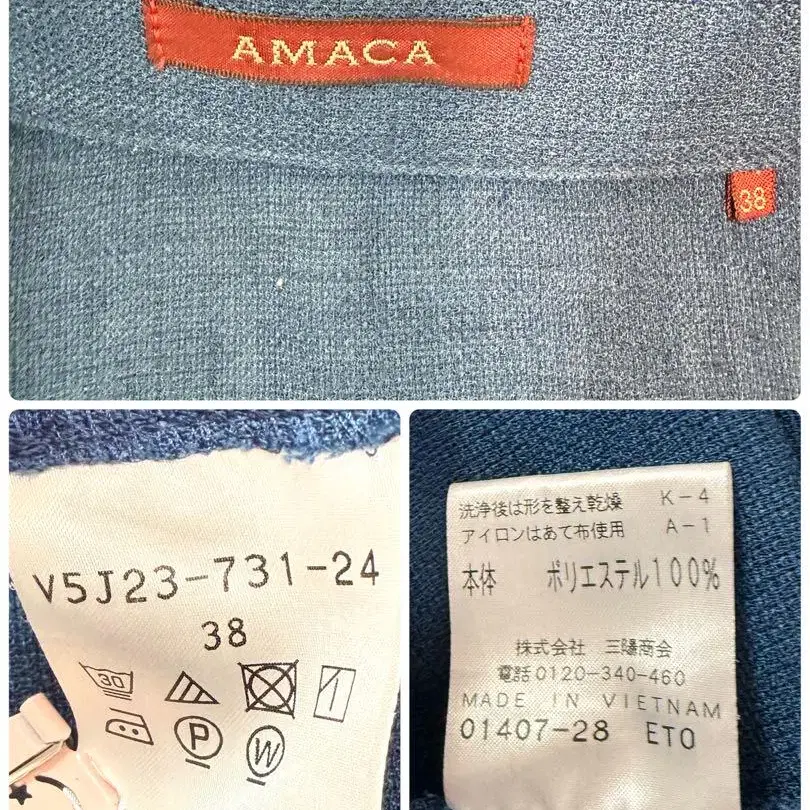 AMACA
38
V5J23-731-24
38
30
P
W
洗浄後は形を整え乾燥 K-4
アイロンはあて布使用 A-1
本体 ポリエステル100%
株式会社 三陽商会
電話0120-340-460
MADE IN VIETNAM
01407-28 ETO